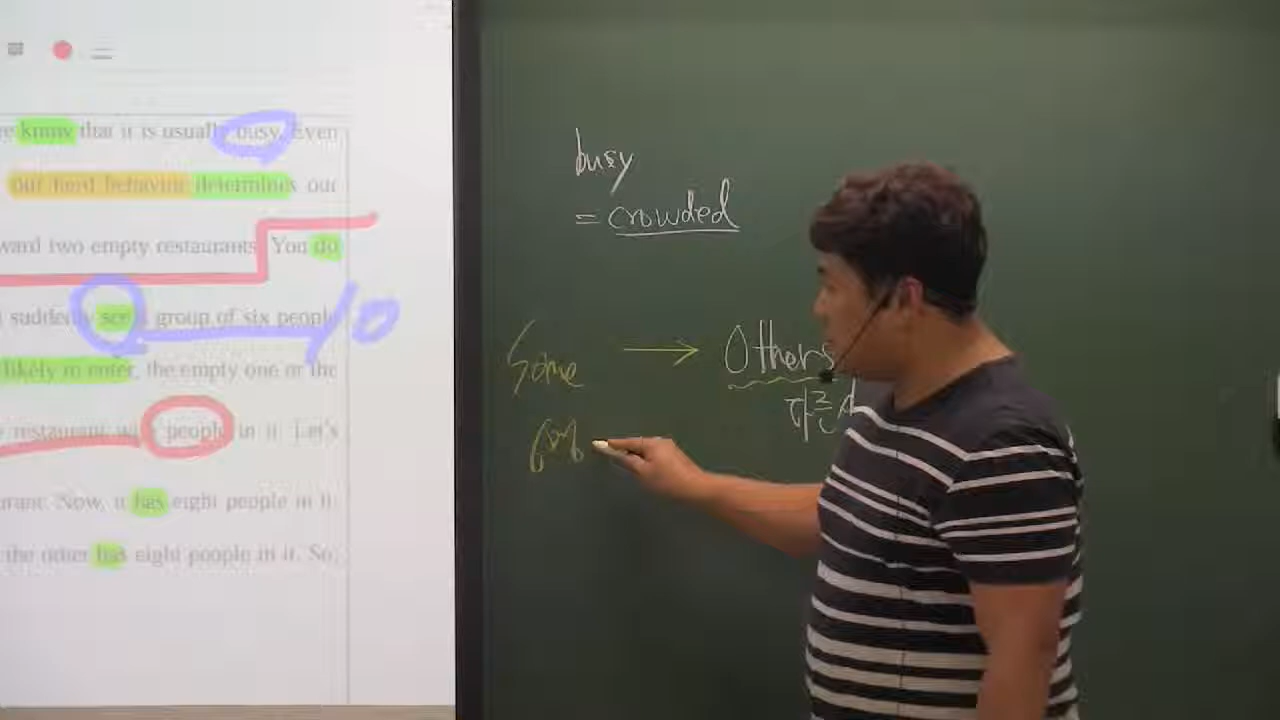 know that it is usually busy. Even
our herd behavior determines our
ward two empty restaurants. You do
suddenly see a group of six people
likely to enter, the empty one or the
restaurant with people in it. Let's
urant. Now, it has eight people in it.
the other has eight people in it. So,
busy
= crowded
Some → Others